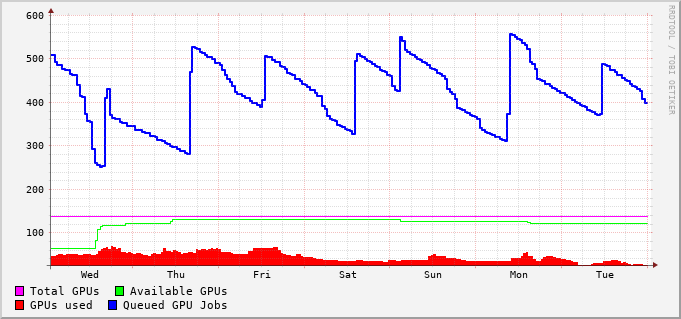 600
500
400
300
200
100
Wed Thu Fri Sat Sun Mon Tue
Total GPUs Available GPUs
GPUs used Queued GPU Jobs
RRDTOOL / TOBI OETIKER